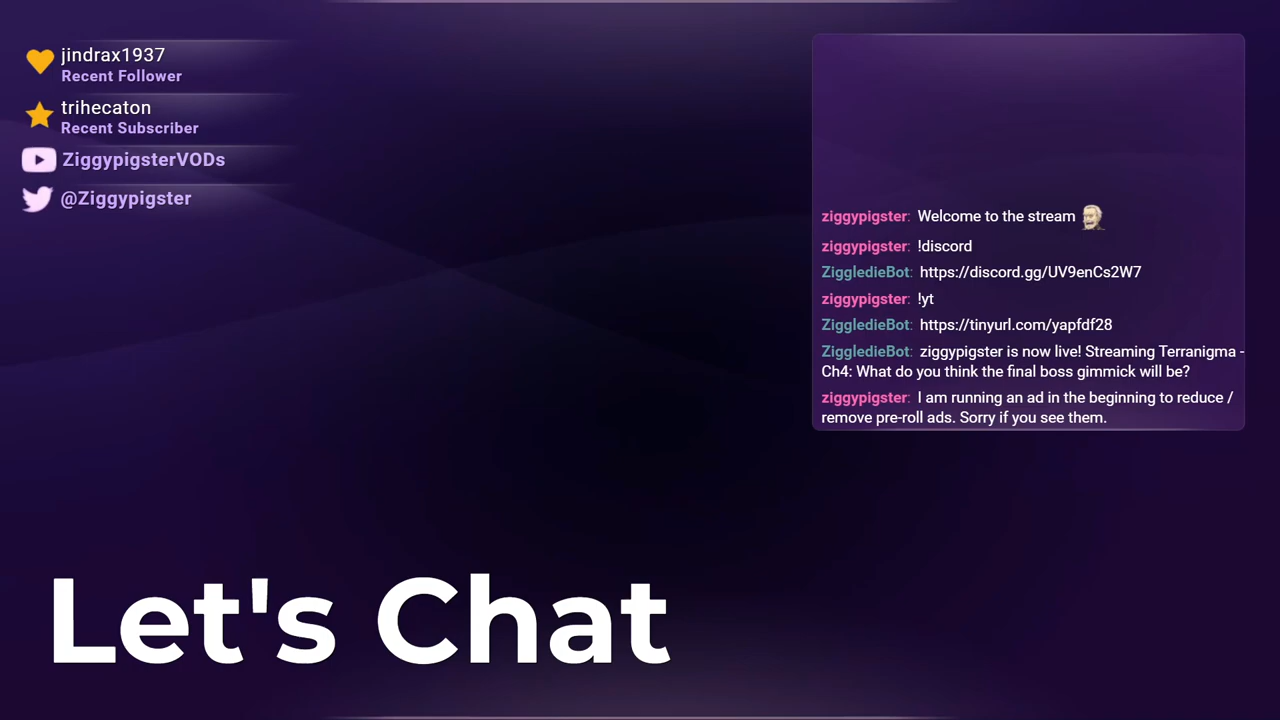 jindrax1937
Recent Follower
trihecaton
Recent Subscriber
ZiggypigsterVODs
@Ziggypigster
ziggypigster: Welcome to the stream
ziggypigster: !discord
ZiggledieBot: https://discord.gg/UV9enCs2W7
ziggypigster: !yt
ZiggledieBot: https://tinyurl.com/yapfdf28
ZiggledieBot: ziggypigster is now live! Streaming Terranigma -
Ch4: What do you think the final boss gimmick will be?
ziggypigster: I am running an ad in the beginning to reduce /
remove pre-roll ads. Sorry if you see them.
Let's Chat